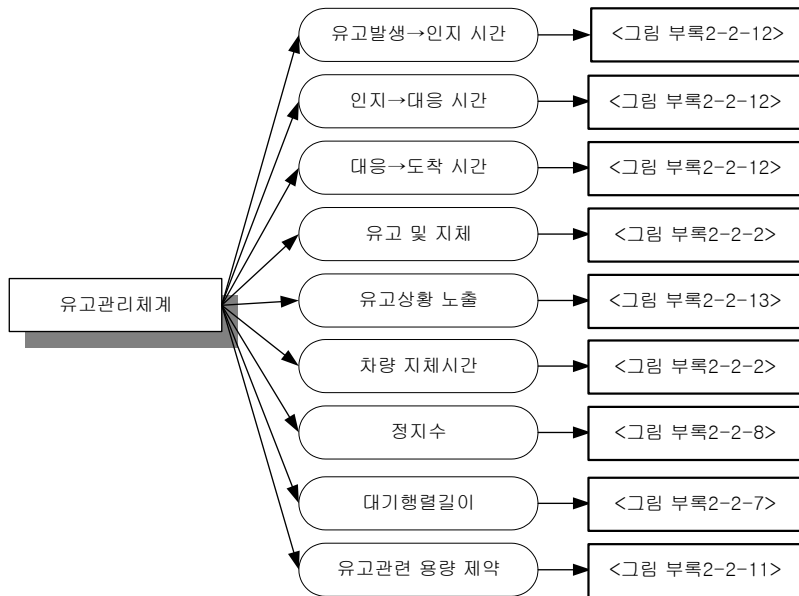 유고발생→인지 시간 <그림 부록2-2-12>
인지→대응 시간 <그림 부록2-2-12>
대응→도착 시간 <그림 부록2-2-12>
유고 및 지체 <그림 부록2-2-2>
유고관리체계
유고상황 노출 <그림 부록2-2-13>
차량 지체시간 <그림 부록2-2-2>
정지수 <그림 부록2-2-8>
대기행렬길이 <그림 부록2-2-7>
유고관련 용량 제약 <그림 부록2-2-11>